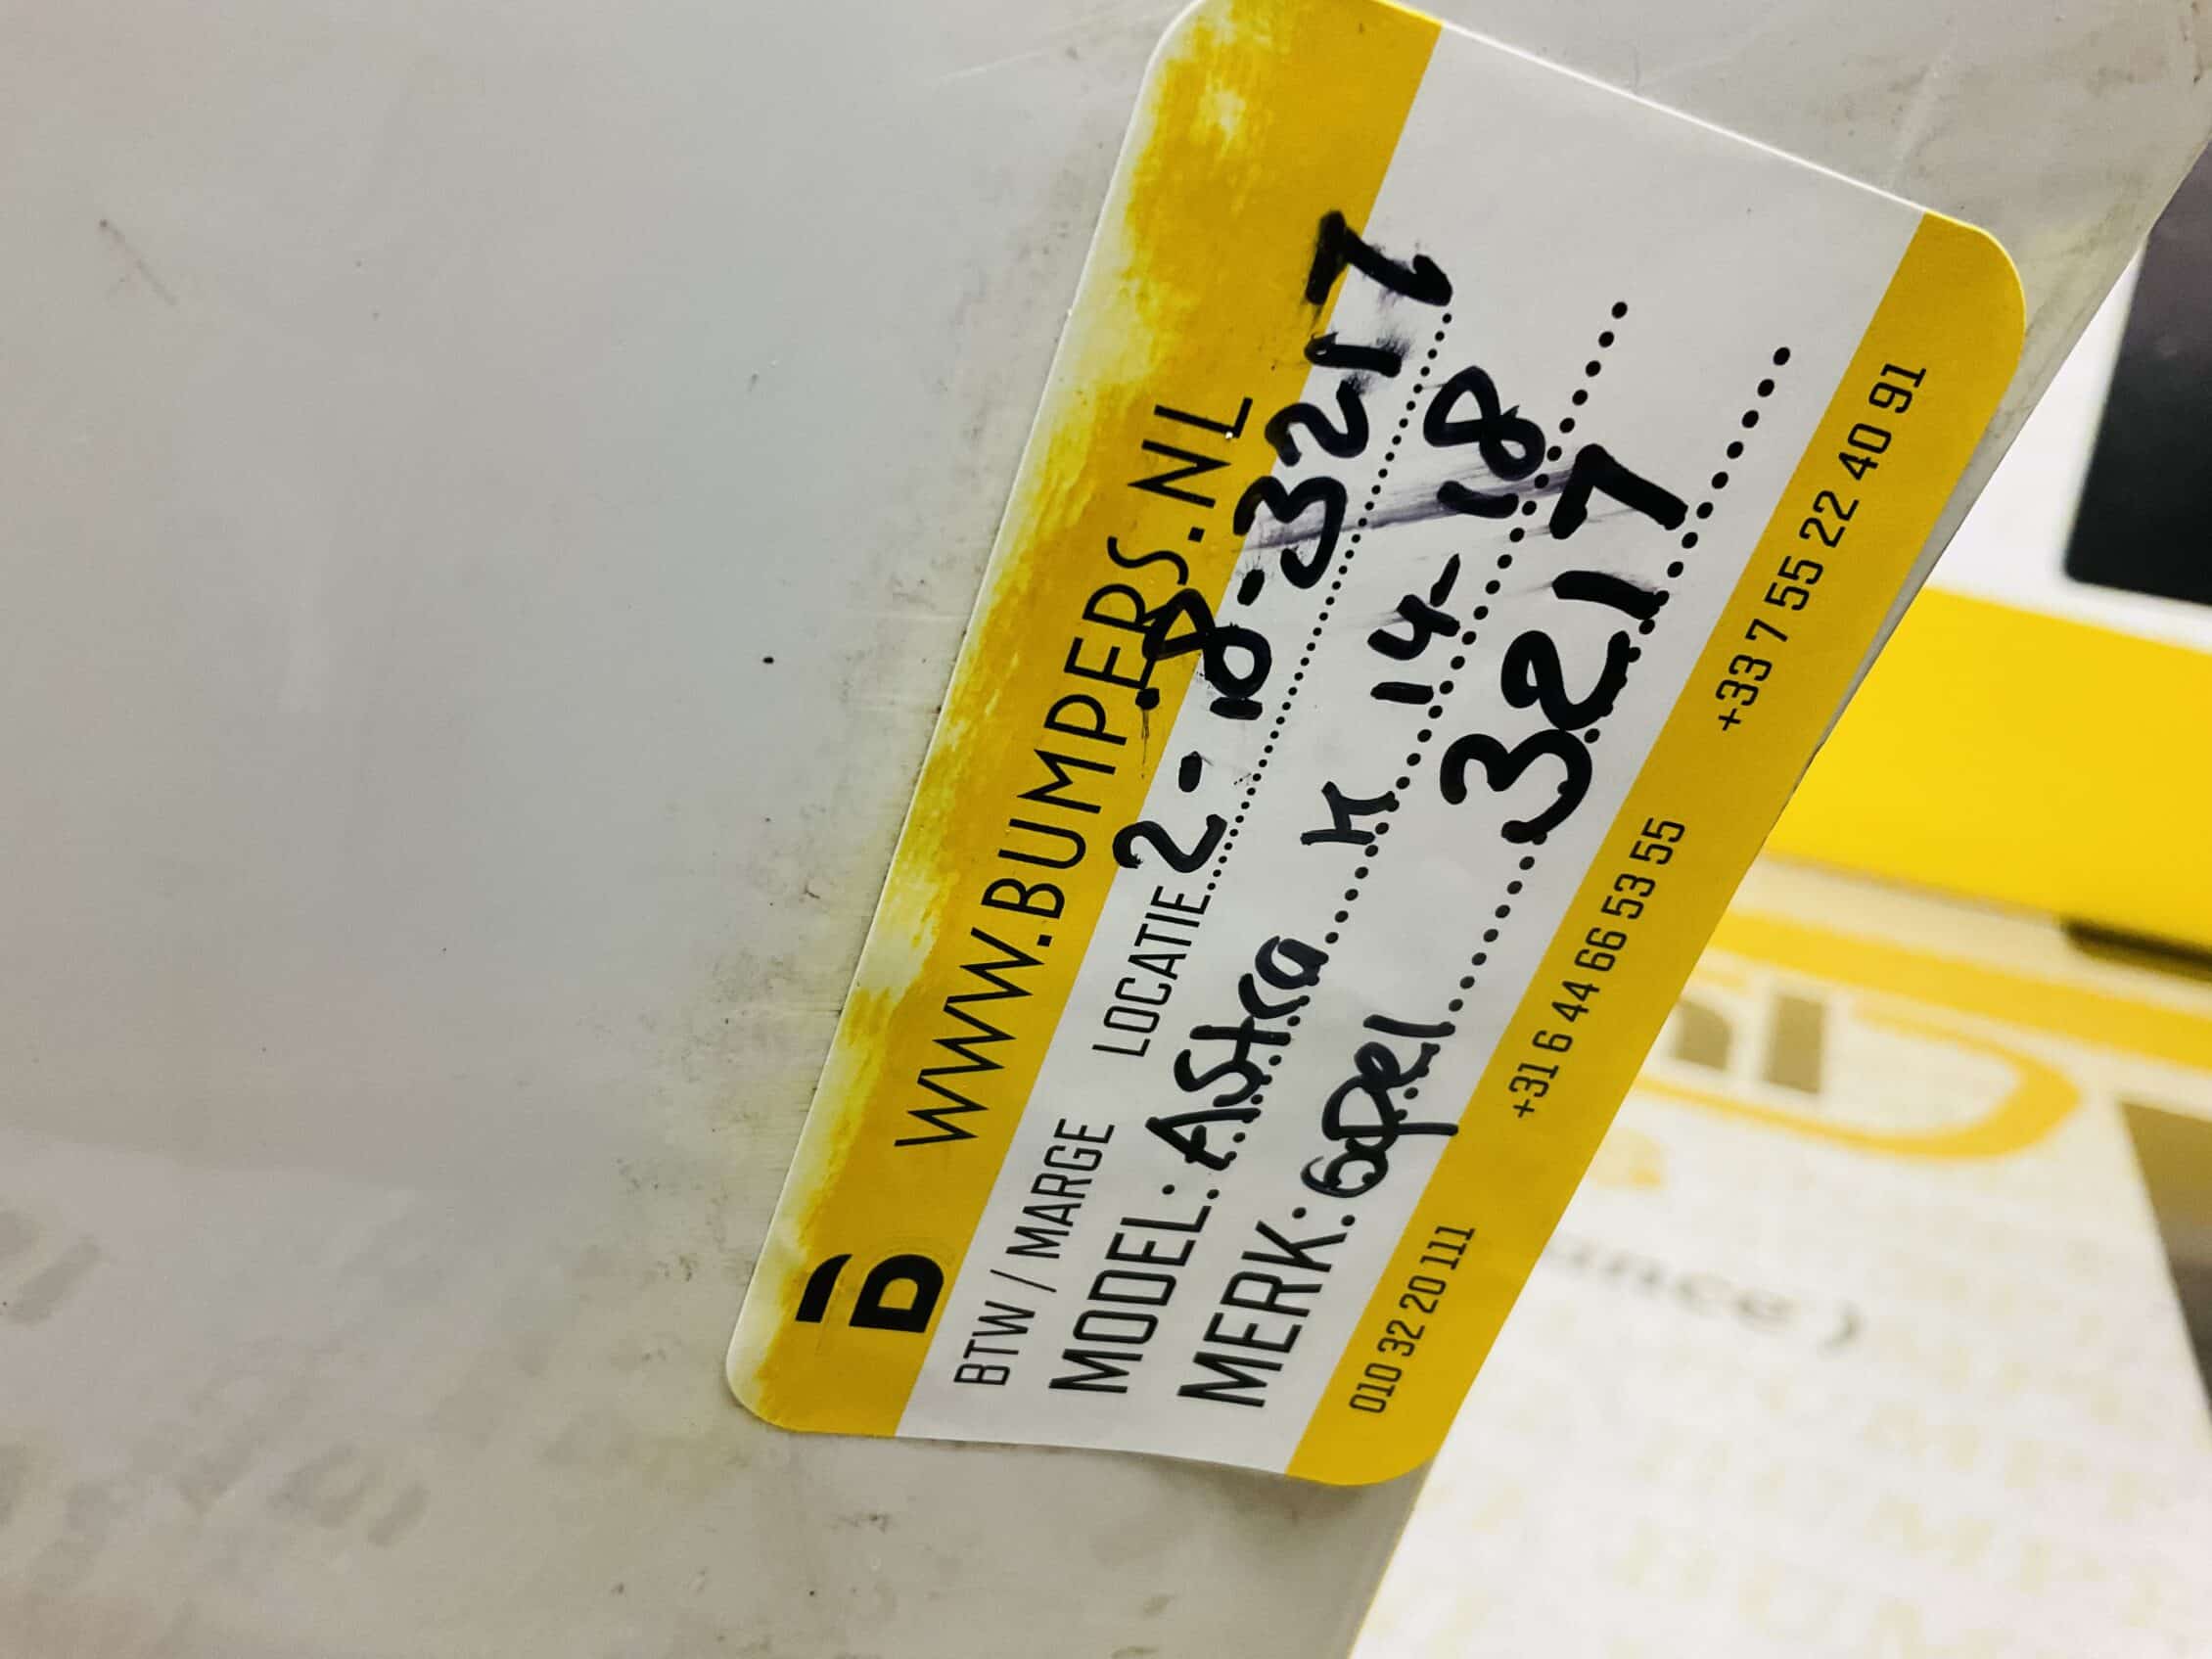 WWW.BUMPERS.NL
BTW / MARGE LOCATIE 2-.8-3217
MODEL: Astra K 14-18
MERK: opel 3217
010 32 20 111 +31 6 44 66 53 55 +33 7 55 22 40 91